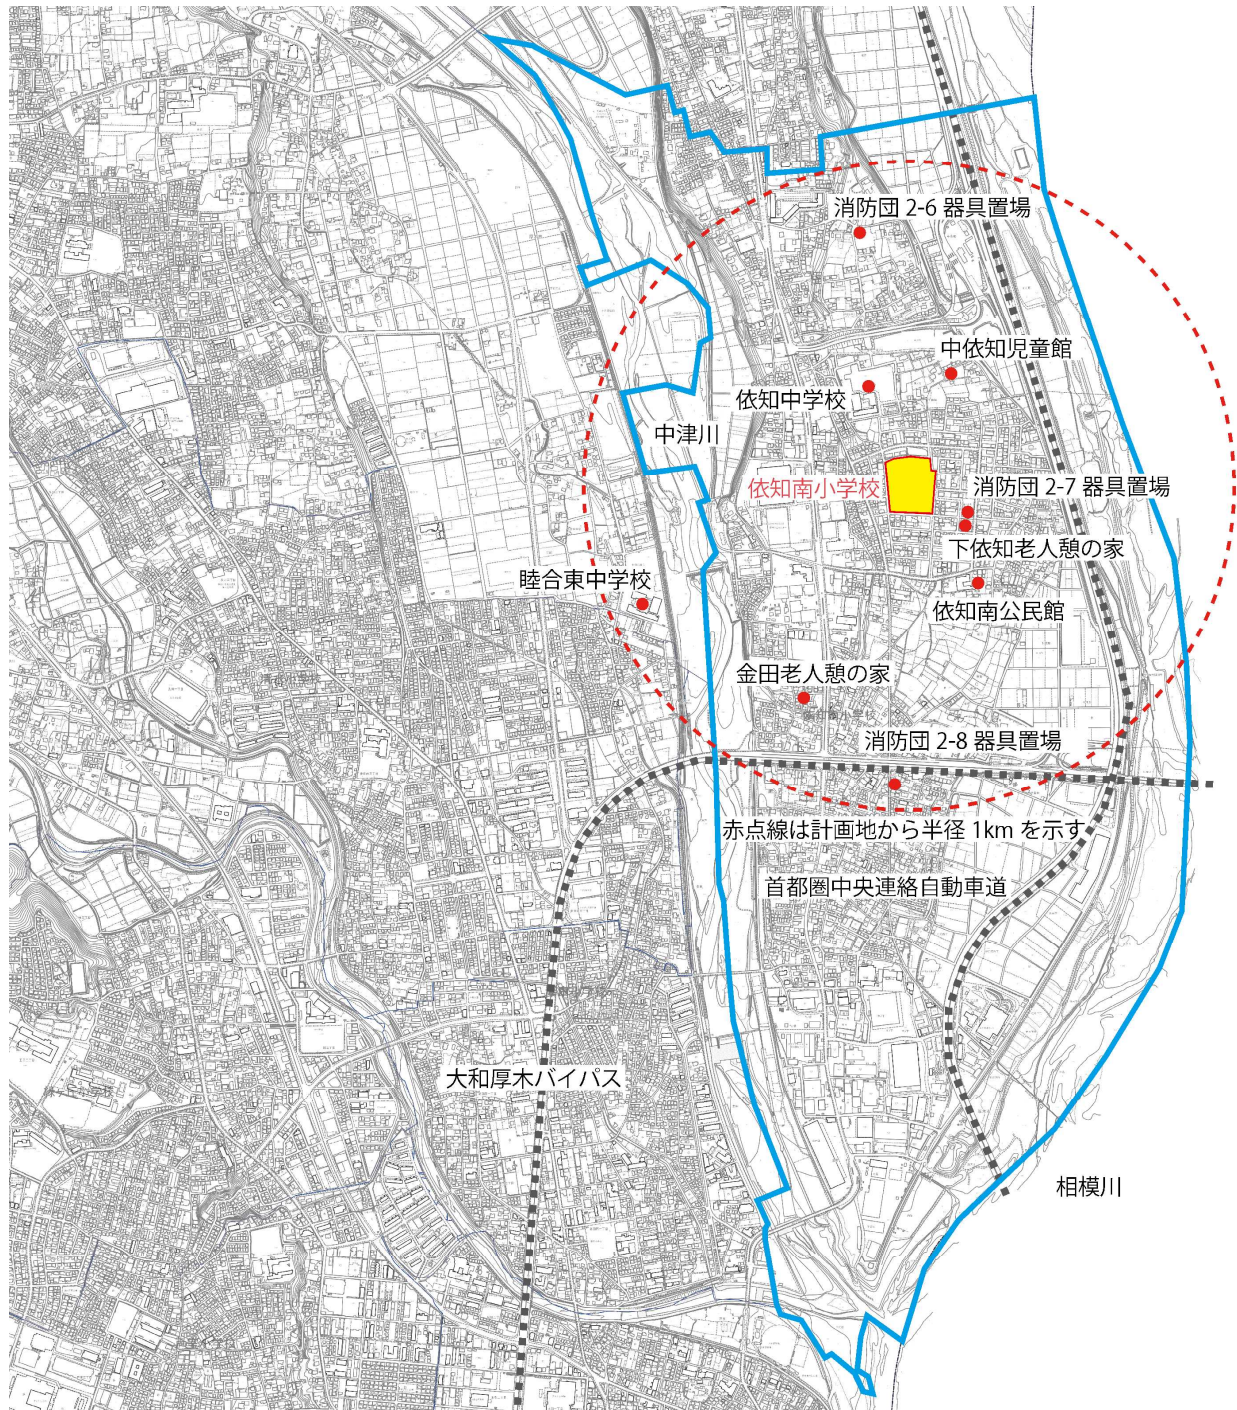 消防団 2-6 器具置場
中依知児童館
依知中学校
中津川
依知南小学校
消防団 2-7 器具置場
下依知老人憩の家
睦合東中学校
依知南公民館
金田老人憩の家
消防団 2-8 器具置場
赤点線は計画地から半径 1km を示す
首都圏中央連絡自動車道
大和厚木バイパス
相模川